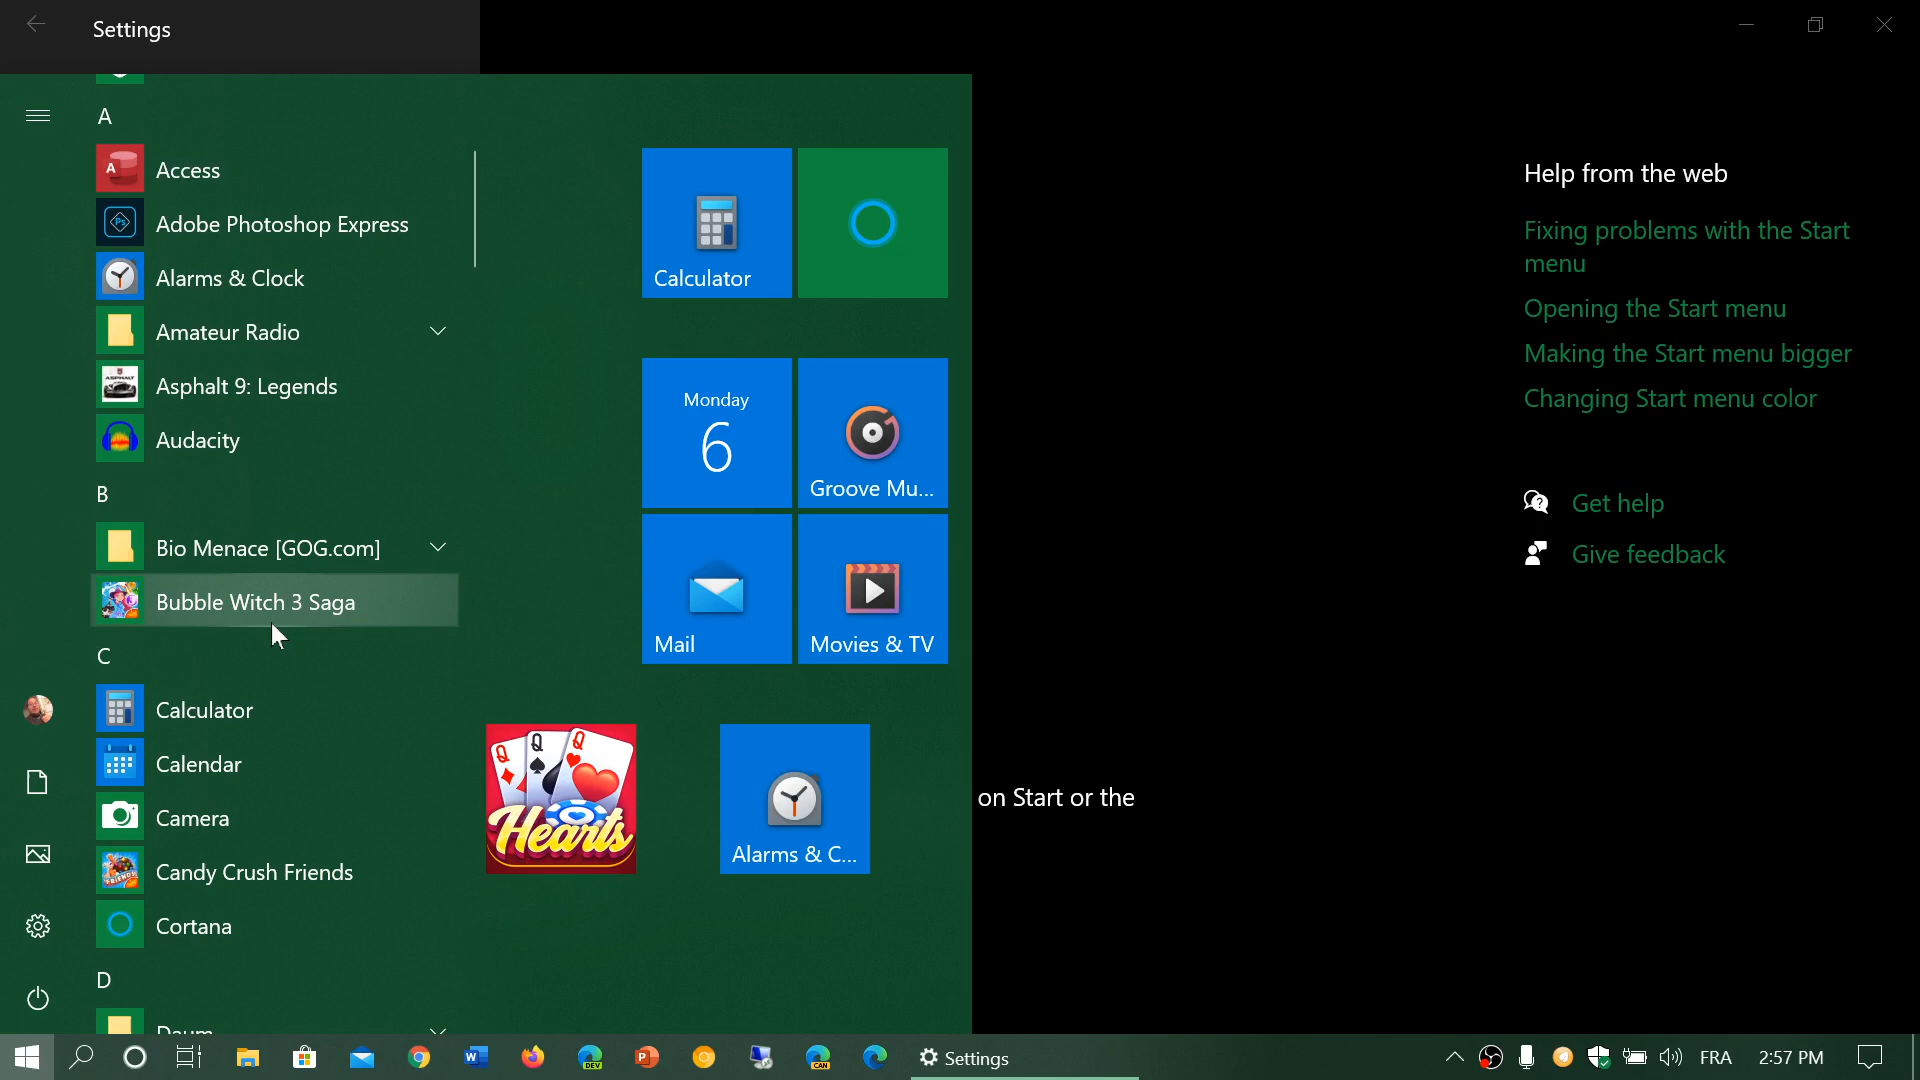 Settings
A
Access
Adobe Photoshop Express
Alarms & Clock
Amateur Radio
Asphalt 9: Legends
Audacity
B
Bio Menace [GOG.com]
Bubble Witch 3 Saga
C
Calculator
Calendar
Camera
Candy Crush Friends
Cortana
D
Daum
Calculator
Monday
6
Groove Mu...
Mail
Movies & TV
Hearts
Alarms & C...
on Start or the
Help from the web
Fixing problems with the Start
menu
Opening the Start menu
Making the Start menu bigger
Changing Start menu color
Get help
Give feedback
Settings
FRA
2:57 PM